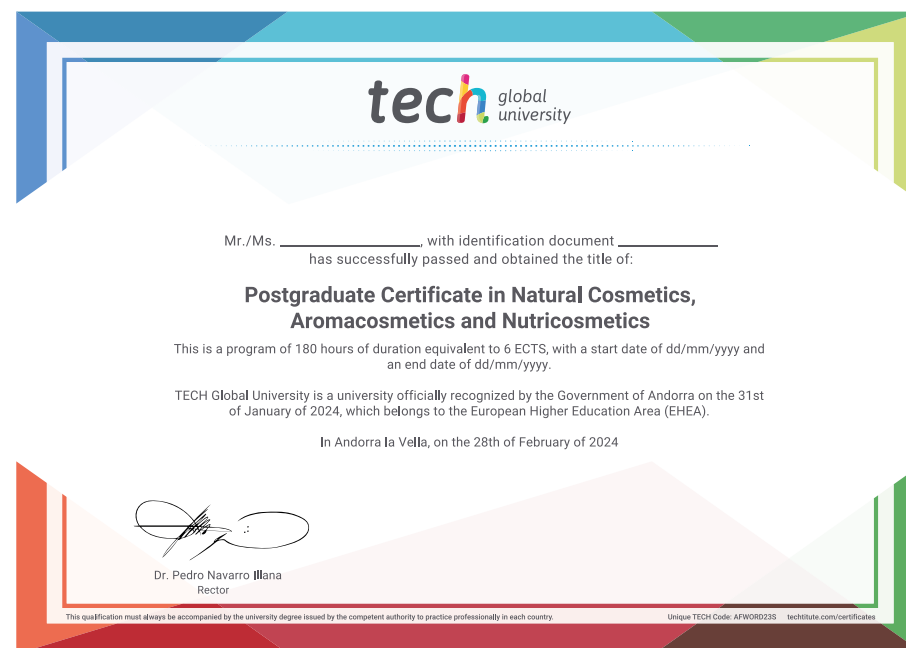 tech global
university
Mr./Ms. ____________________, with identification document ______________
has successfully passed and obtained the title of:
Postgraduate Certificate in Natural Cosmetics,
Aromacosmetics and Nutricosmetics
This is a program of 180 hours of duration equivalent to 6 ECTS, with a start date of dd/mm/yyyy and
an end date of dd/mm/yyyy.
TECH Global University is a university officially recognized by the Government of Andorra on the 31st
of January of 2024, which belongs to the European Higher Education Area (EHEA).
In Andorra la Vella, on the 28th of February of 2024
Dr. Pedro Navarro Illana
Rector
This qualification must always be accompanied by the university degree issued by the competent authority to practice professionally in each country. Unique TECH Code: AFWORD23S techtitute.com/certificates